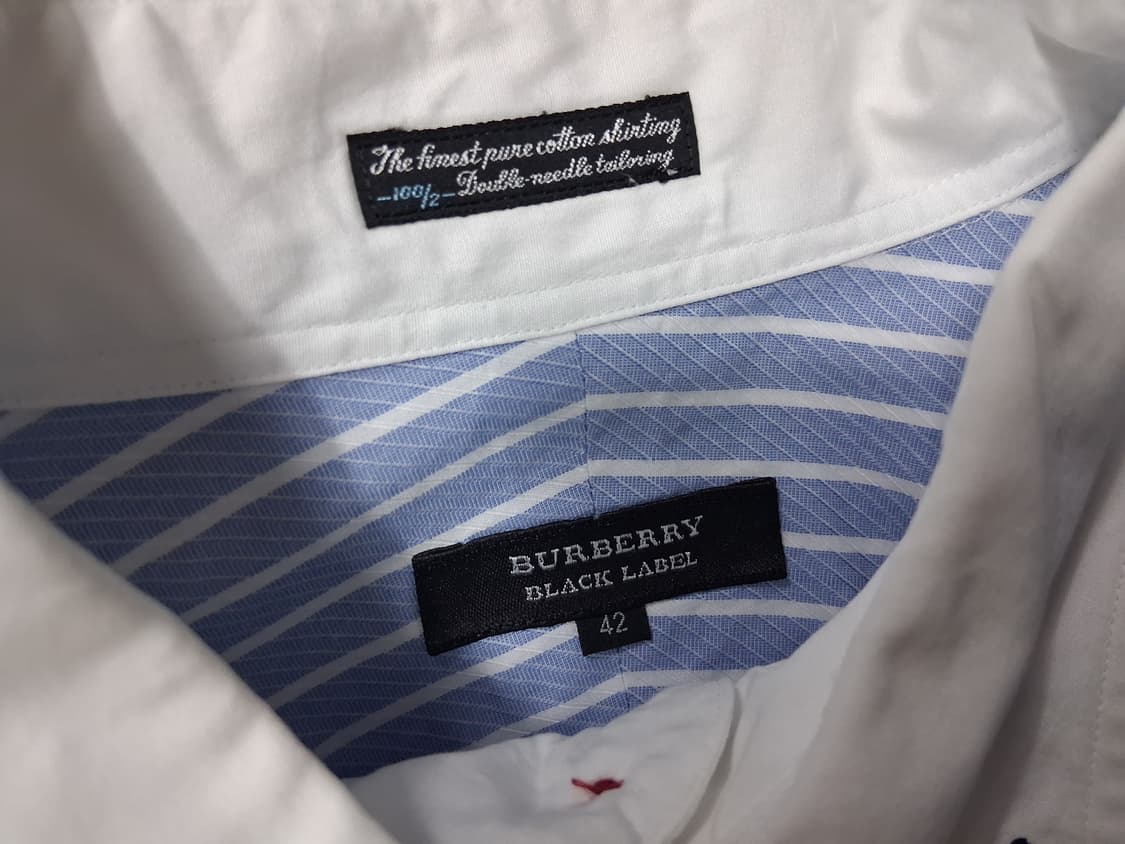 The finest pure cotton shirting
-100/2- Double-needle tailoring
BURBERRY
BLACK LABEL
42